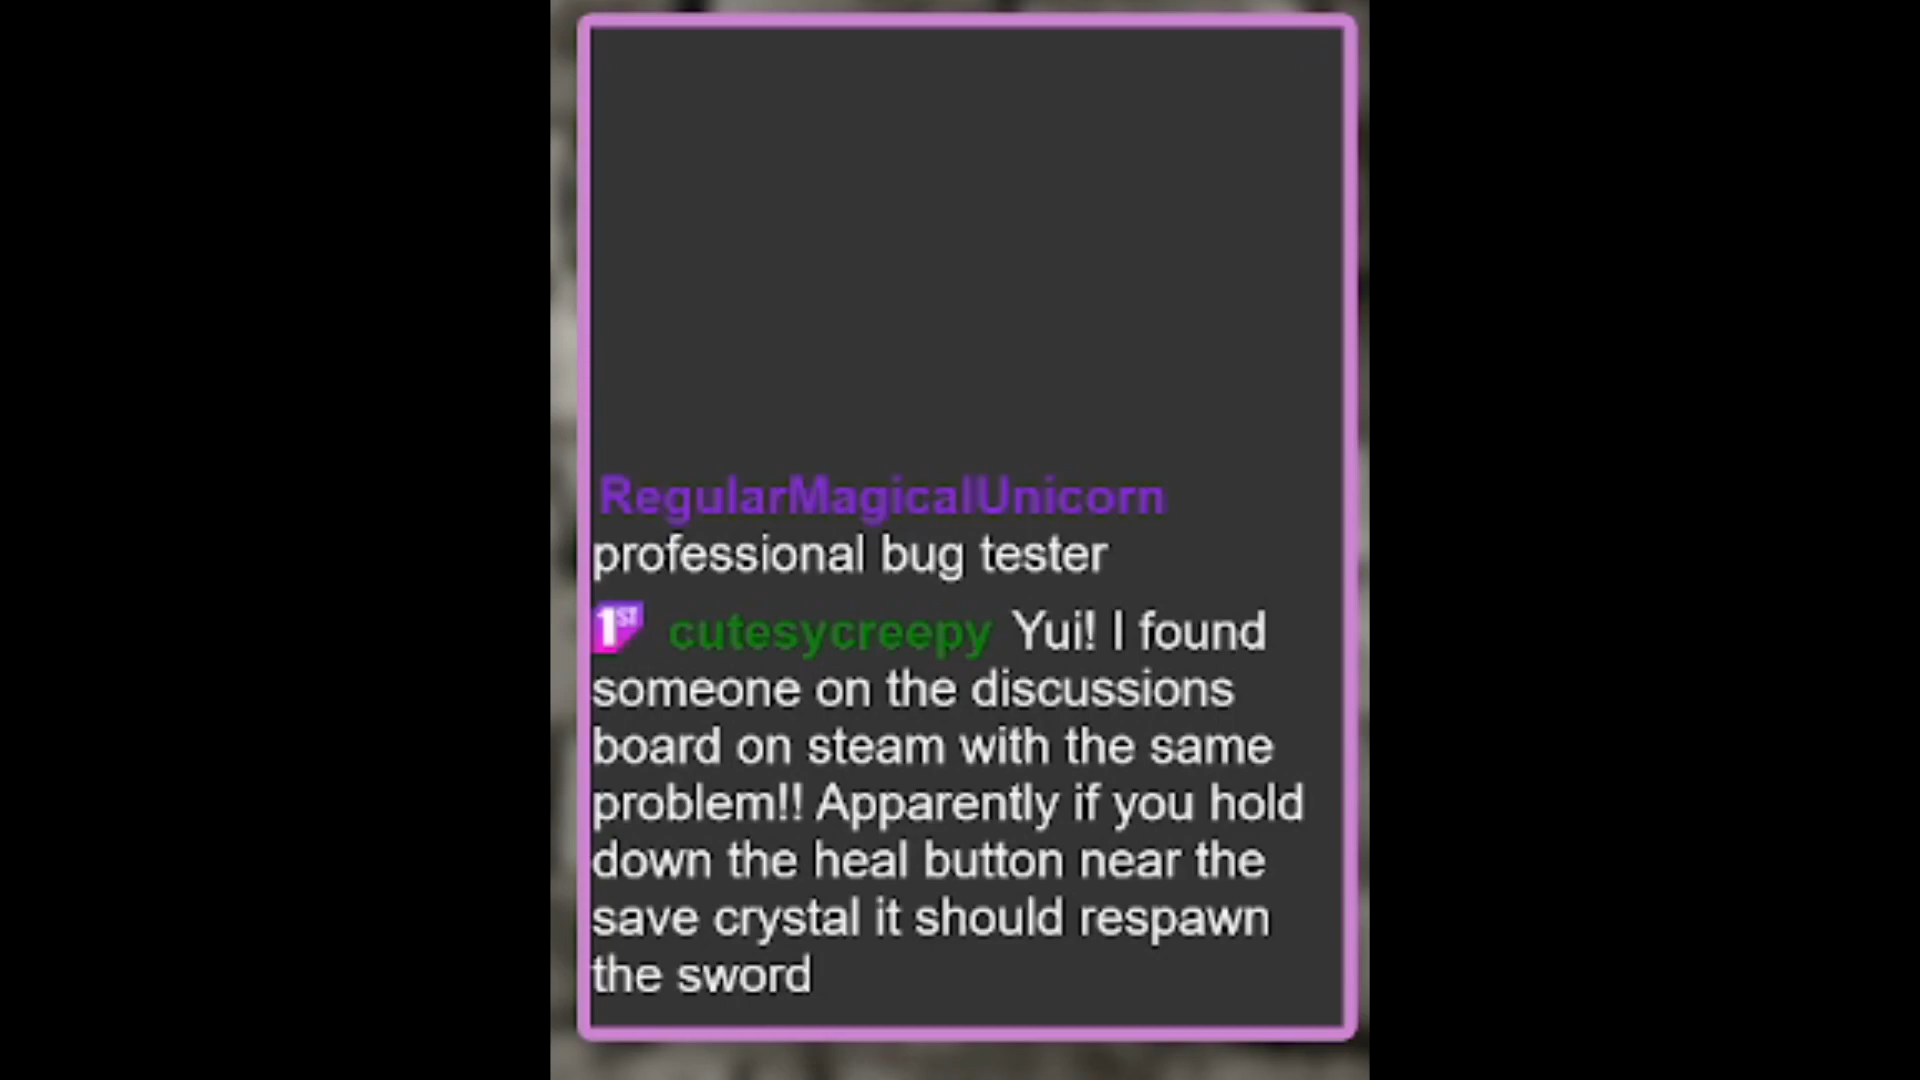 RegularMagicalUnicorn
professional bug tester
1ST cutesycreepy Yui! I found
someone on the discussions
board on steam with the same
problem!! Apparently if you hold
down the heal button near the
save crystal it should respawn
the sword